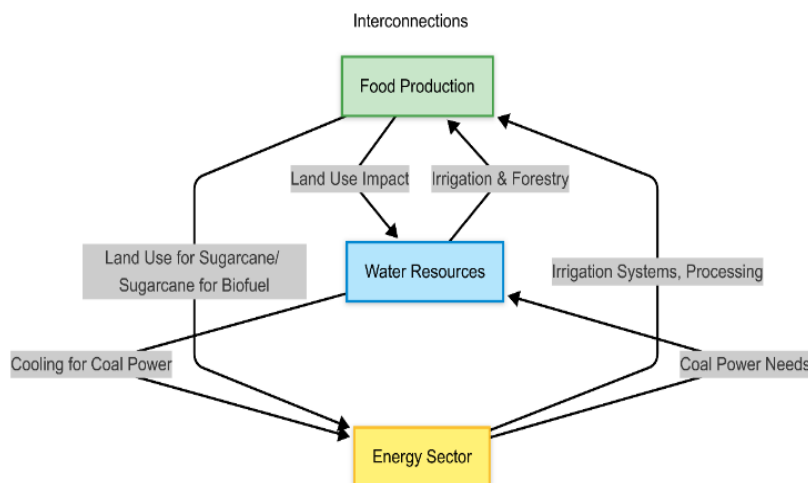 Interconnections
Food Production
Land Use Impact
Irrigation & Forestry
Land Use for Sugarcane/
Sugarcane for Biofuel
Water Resources
Irrigation Systems, Processing
Cooling for Coal Power
Coal Power Needs
Energy Sector